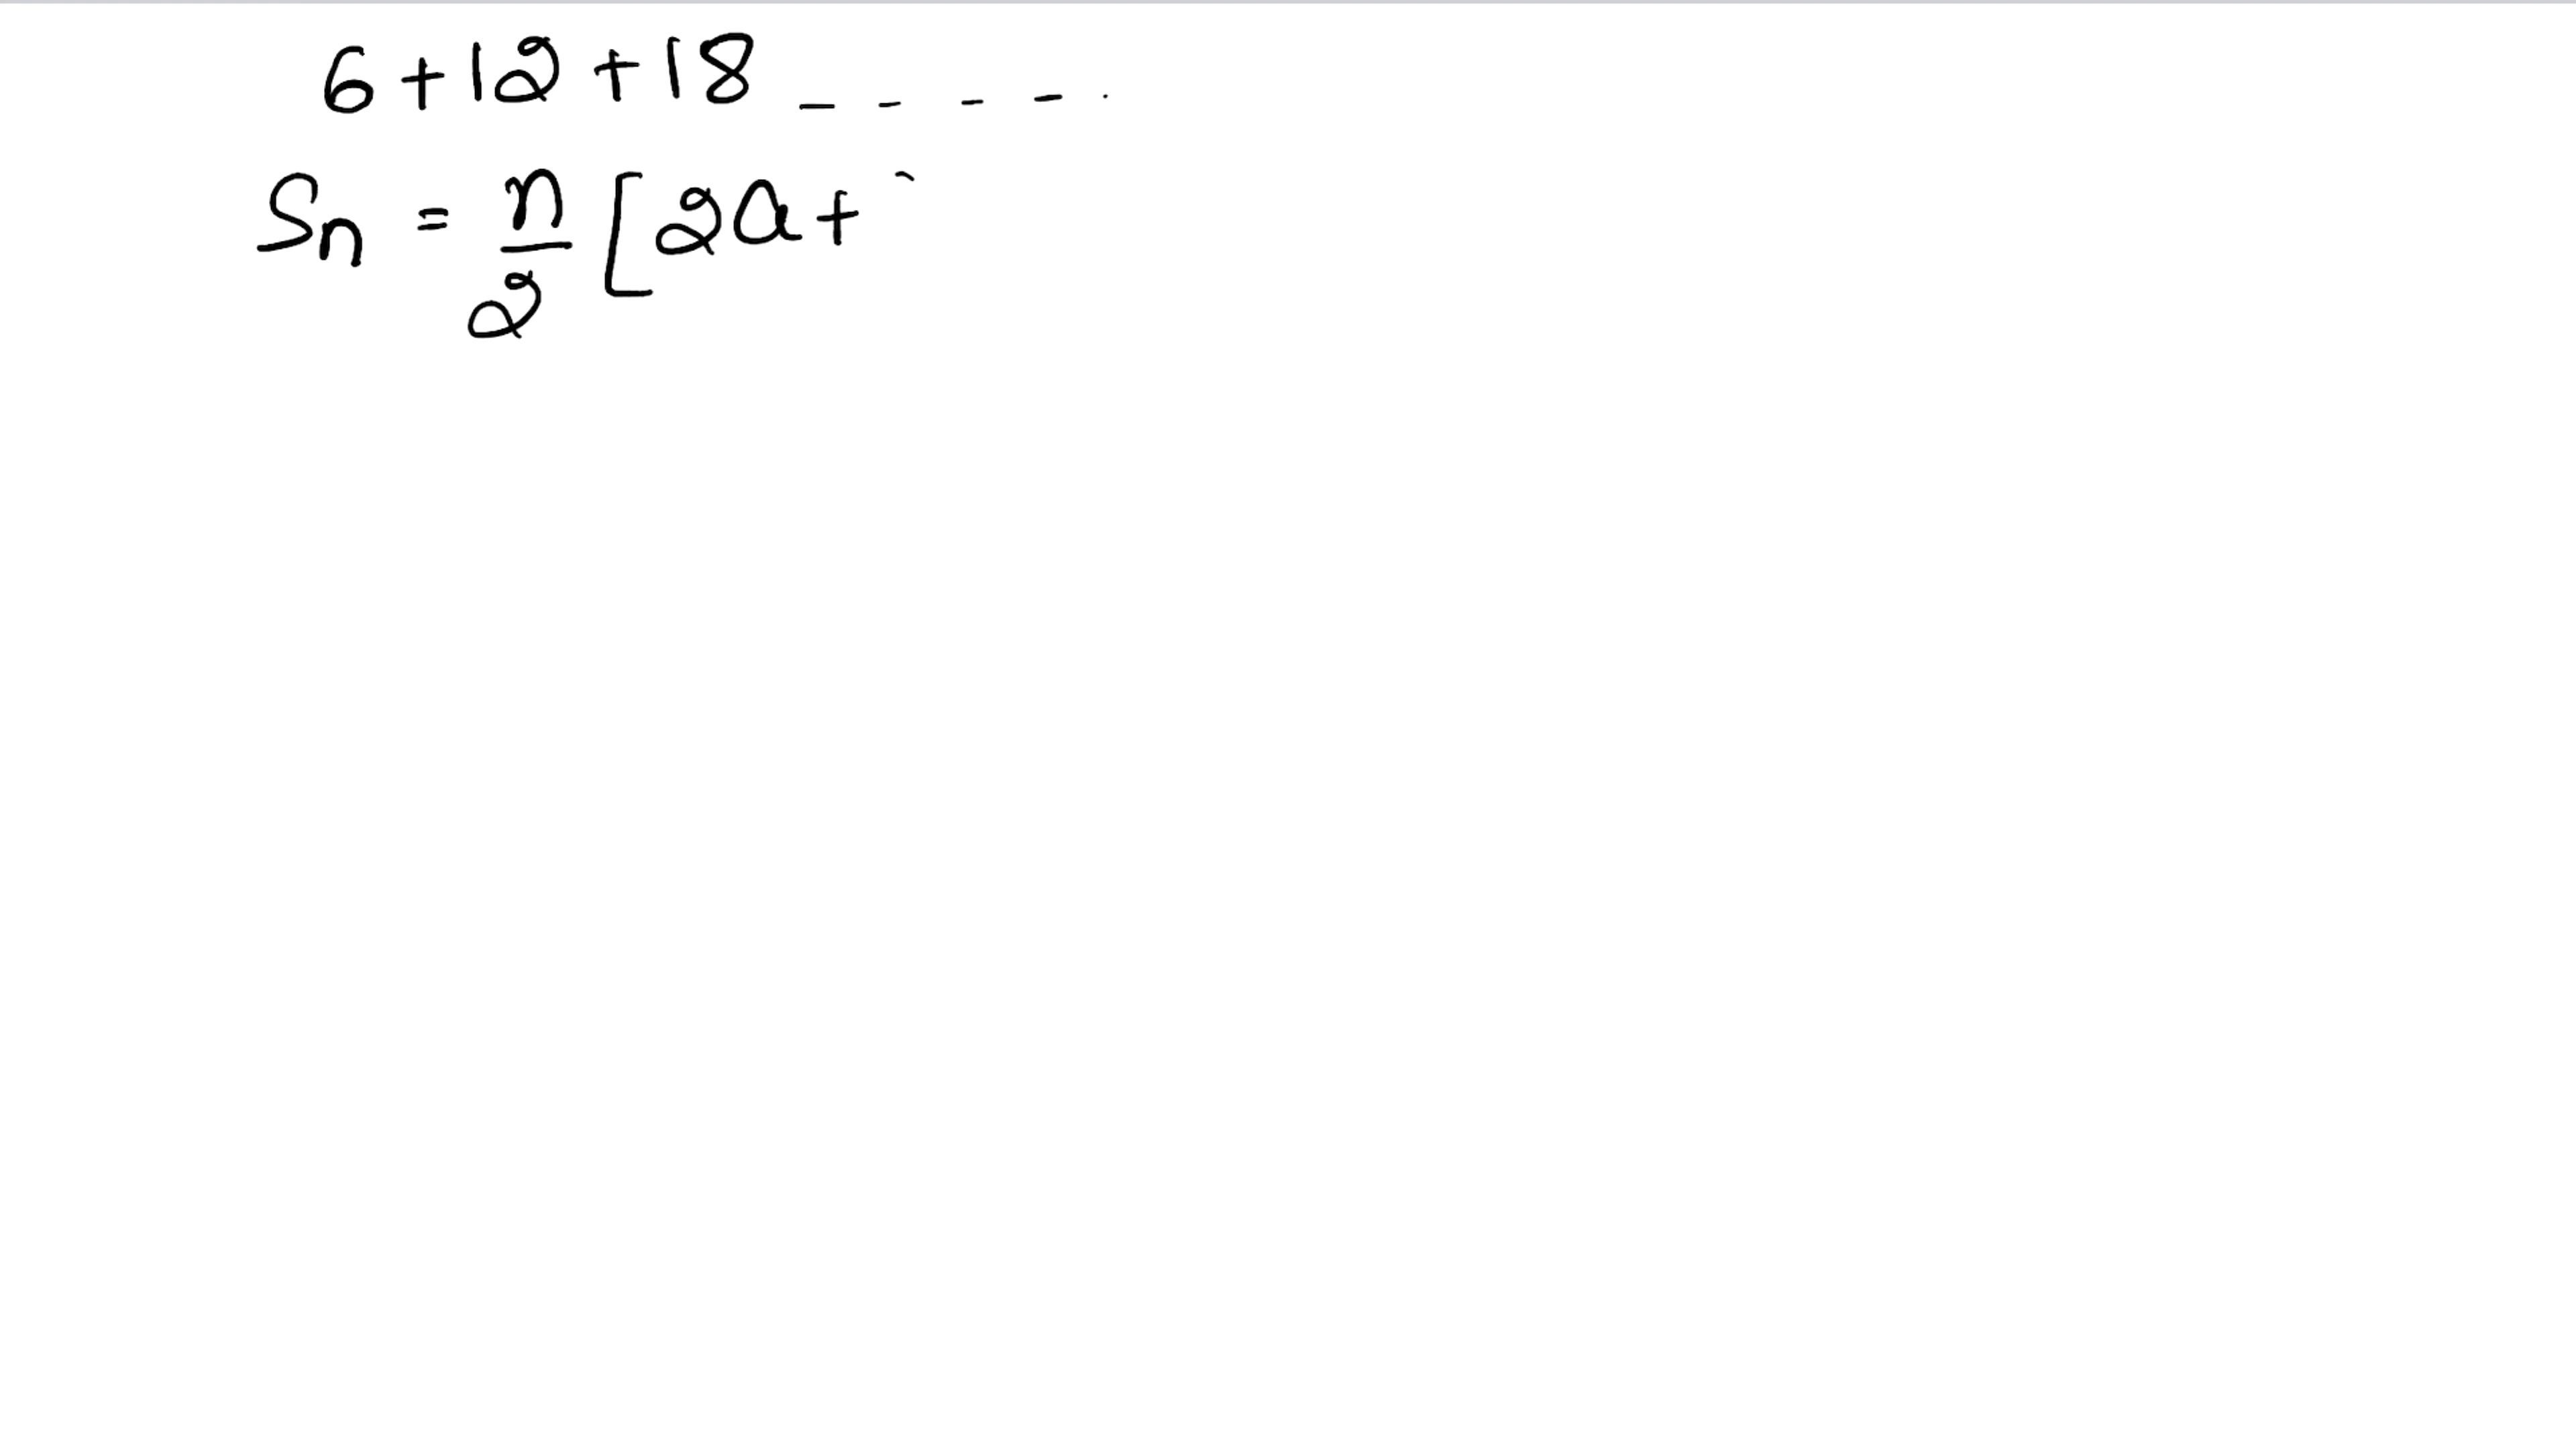 6+12+18 - - - - .
Sn = n/2 [2a+